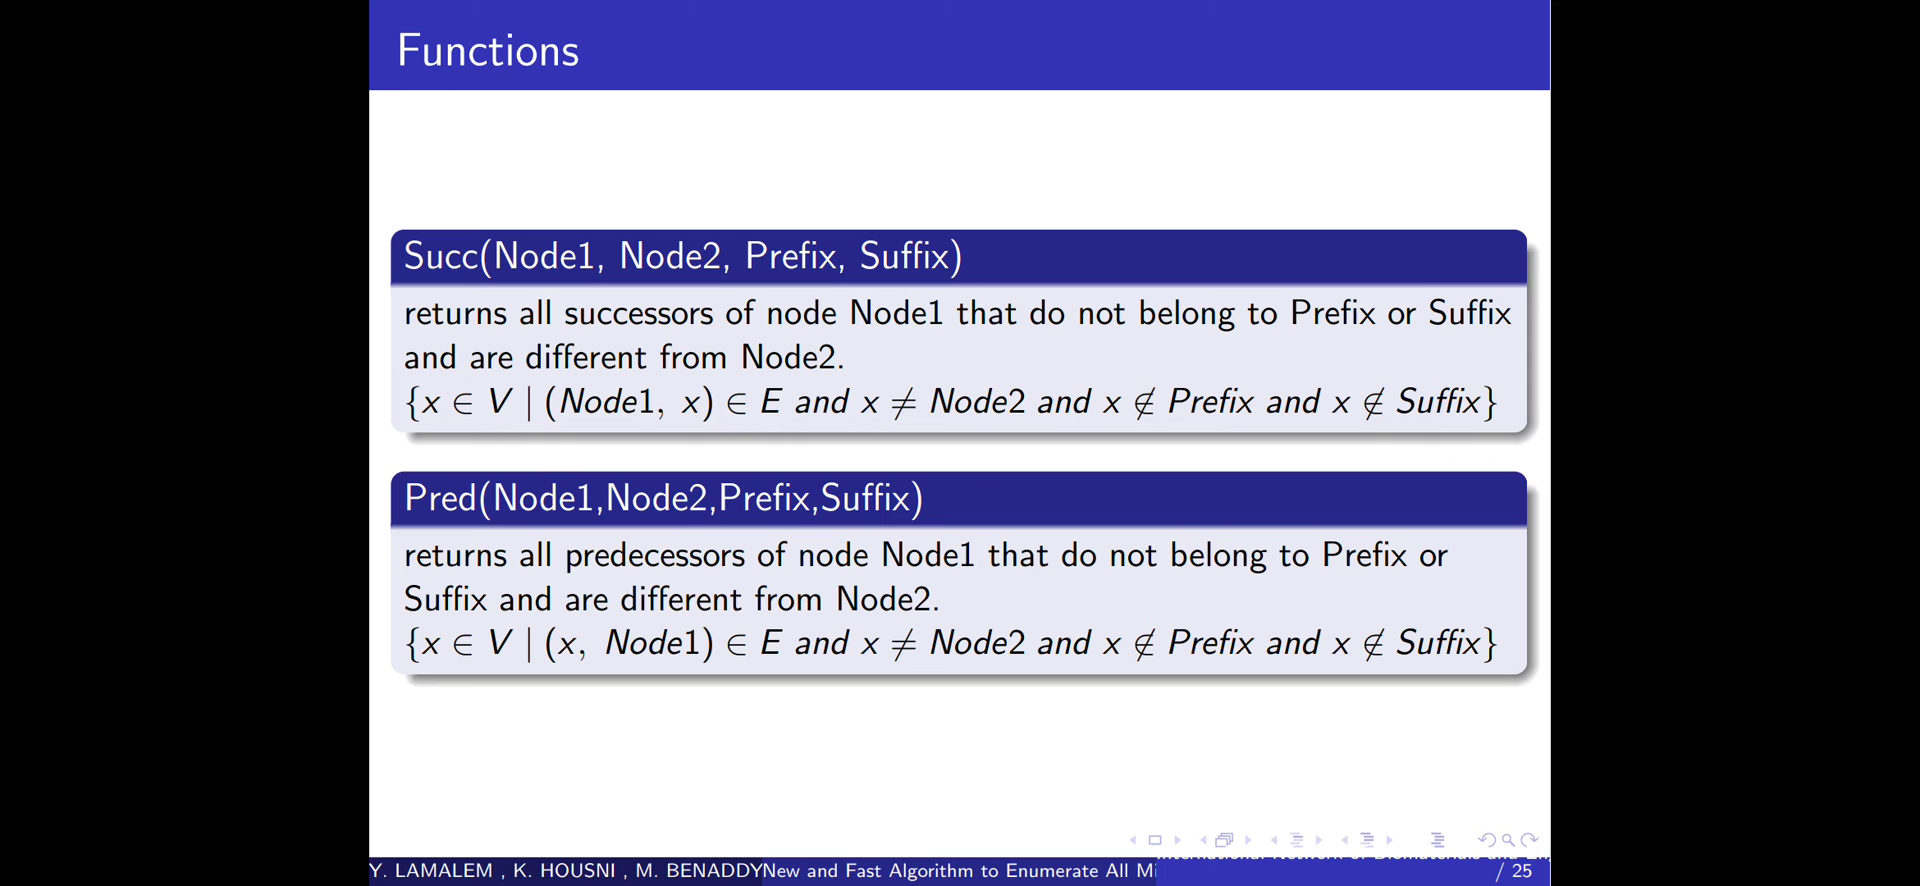 Functions
Succ(Node1, Node2, Prefix, Suffix)
returns all successors of node Node1 that do not belong to Prefix or Suffix
and are different from Node2.
{x ∈ V | (Node1, x) ∈ E and x ≠ Node2 and x ∉ Prefix and x ∉ Suffix}
Pred(Node1,Node2,Prefix,Suffix)
returns all predecessors of node Node1 that do not belong to Prefix or
Suffix and are different from Node2.
{x ∈ V | (x, Node1) ∈ E and x ≠ Node2 and x ∉ Prefix and x ∉ Suffix}
Y. LAMALEM , K. HOUSNI , M. BENADDY New and Fast Algorithm to Enumerate All Mi / 25